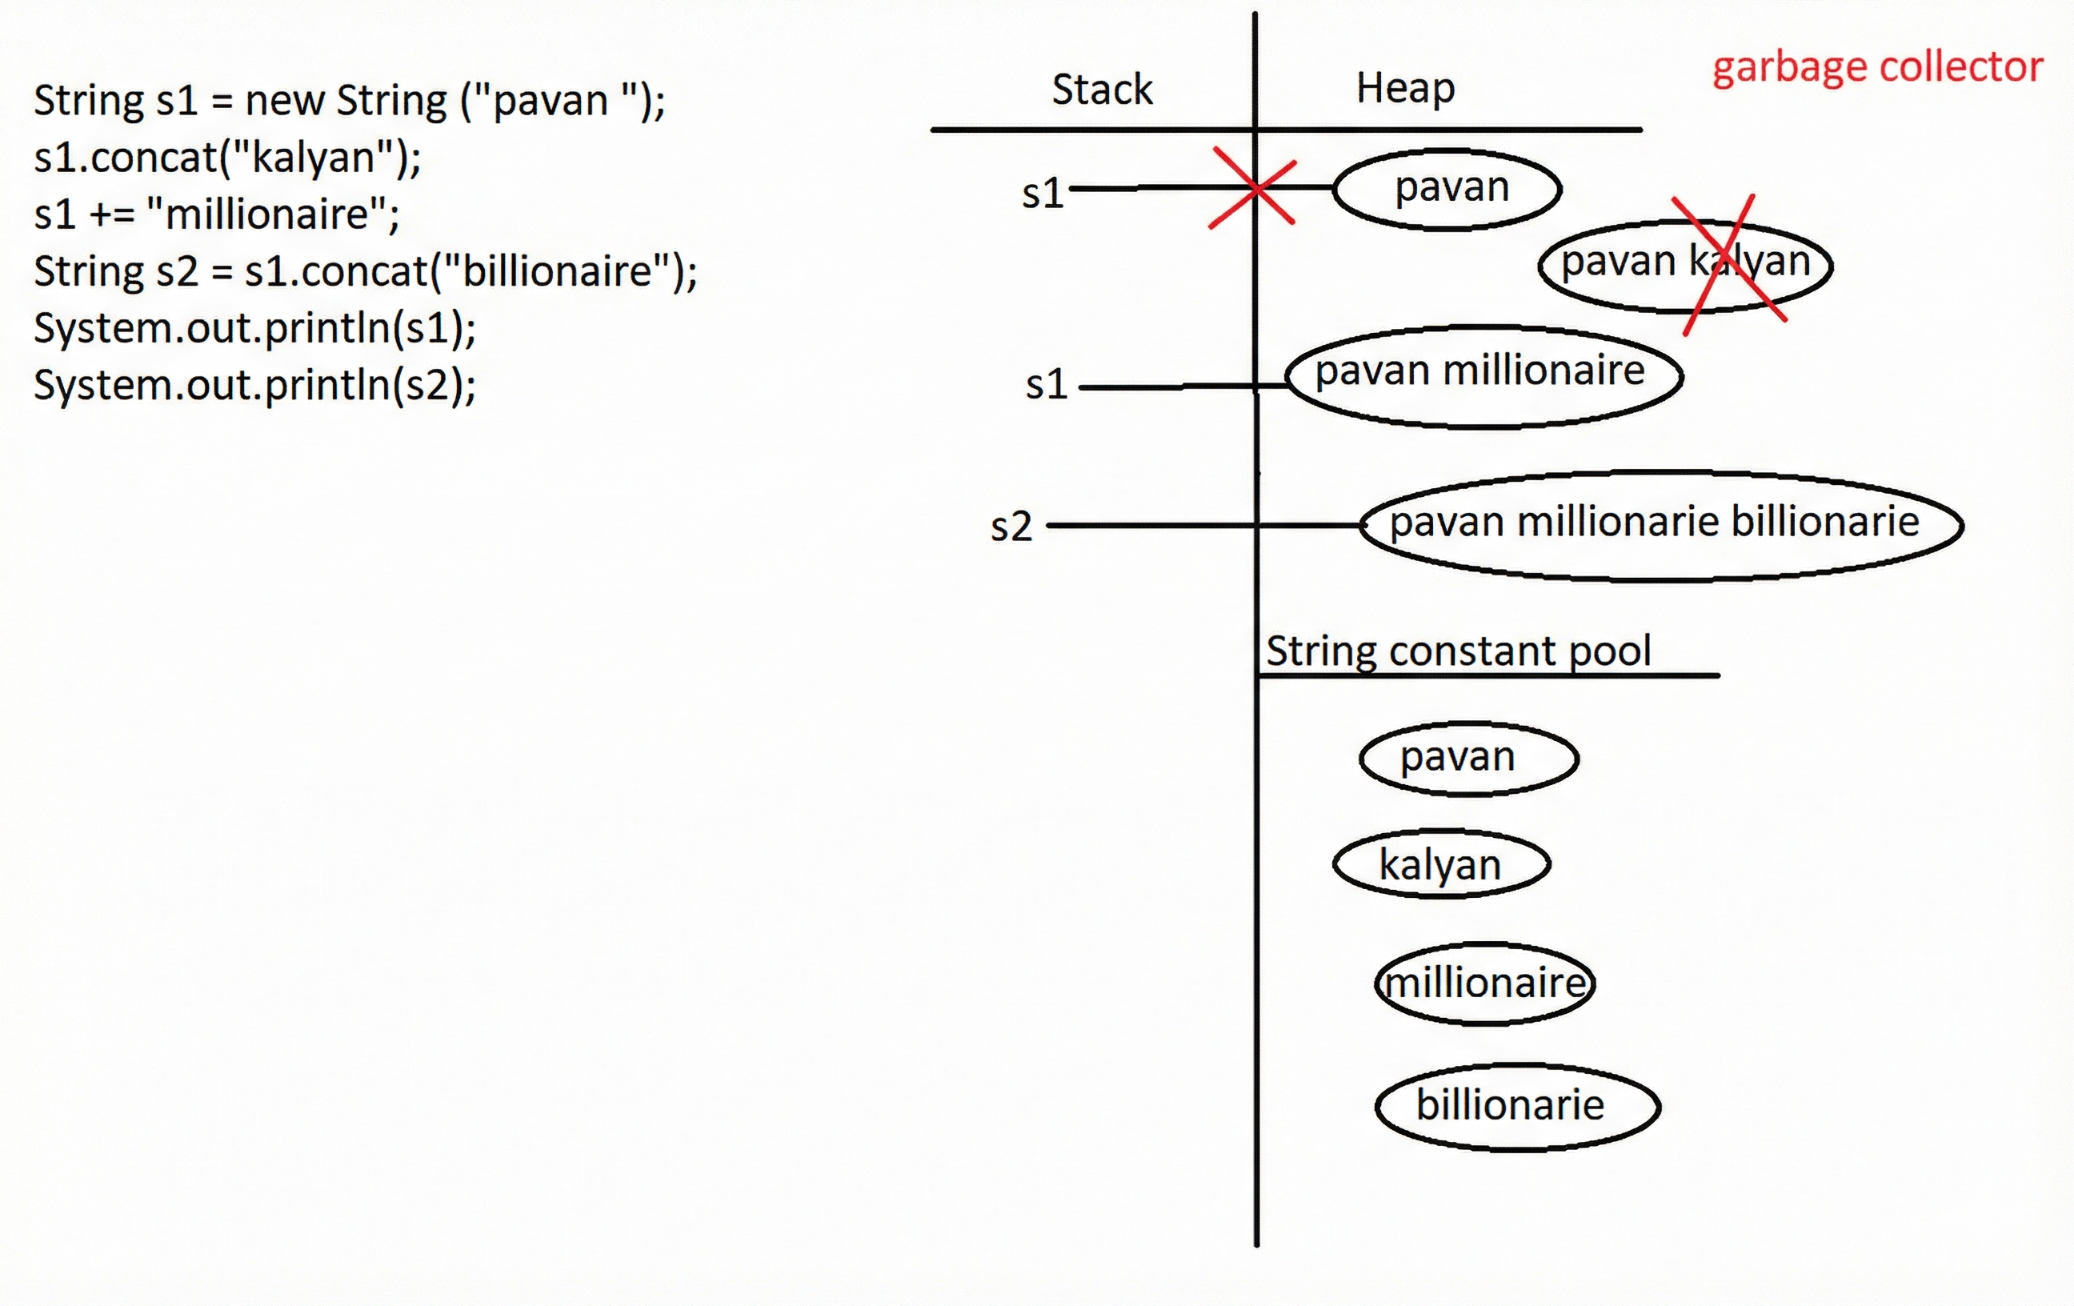 String s1 = new String ("pavan ");
s1.concat("kalyan");
s1 += "millionaire";
String s2 = s1.concat("billionaire");
System.out.println(s1);
System.out.println(s2);
Stack
Heap
garbage collector
s1
pavan
pavan kalyan
s1
pavan millionaire
s2
pavan millionarie billionarie
String constant pool
pavan
kalyan
millionaire
billionarie